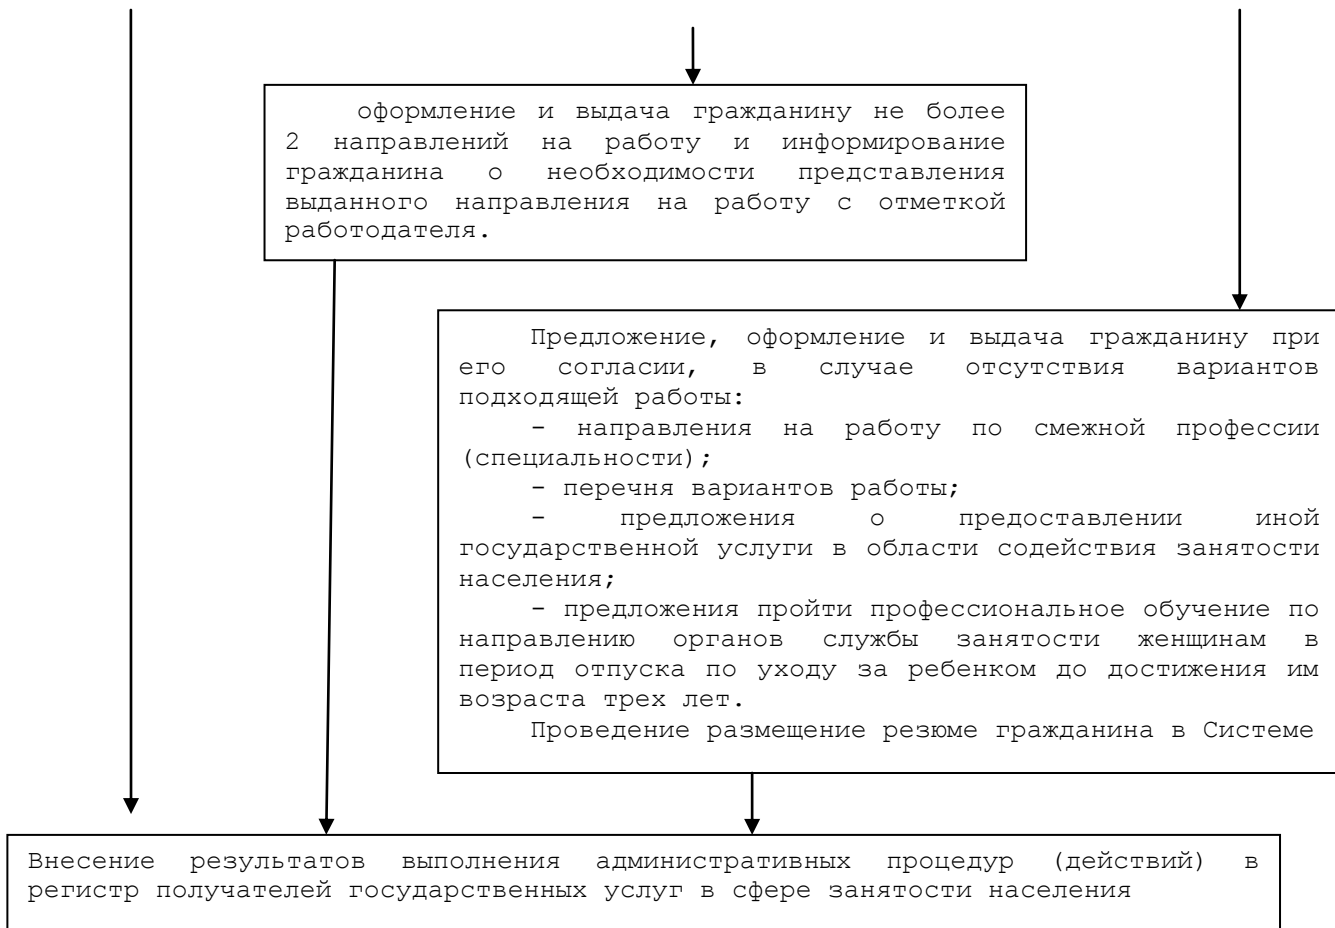 оформление и выдача гражданину не более
2 направлений на работу и информирование
гражданина о необходимости представления
выданного направления на работу с отметкой
работодателя.
Предложение, оформление и выдача гражданину при
его согласии, в случае отсутствия вариантов
подходящей работы:
- направления на работу по смежной профессии
(специальности);
- перечня вариантов работы;
- предложения о предоставлении иной
государственной услуги в области содействия занятости
населения;
- предложения пройти профессиональное обучение по
направлению органов службы занятости женщинам в
период отпуска по уходу за ребенком до достижения им
возраста трех лет.
Проведение размещение резюме гражданина в Системе
Внесение результатов выполнения административных процедур (действий) в
регистр получателей государственных услуг в сфере занятости населения